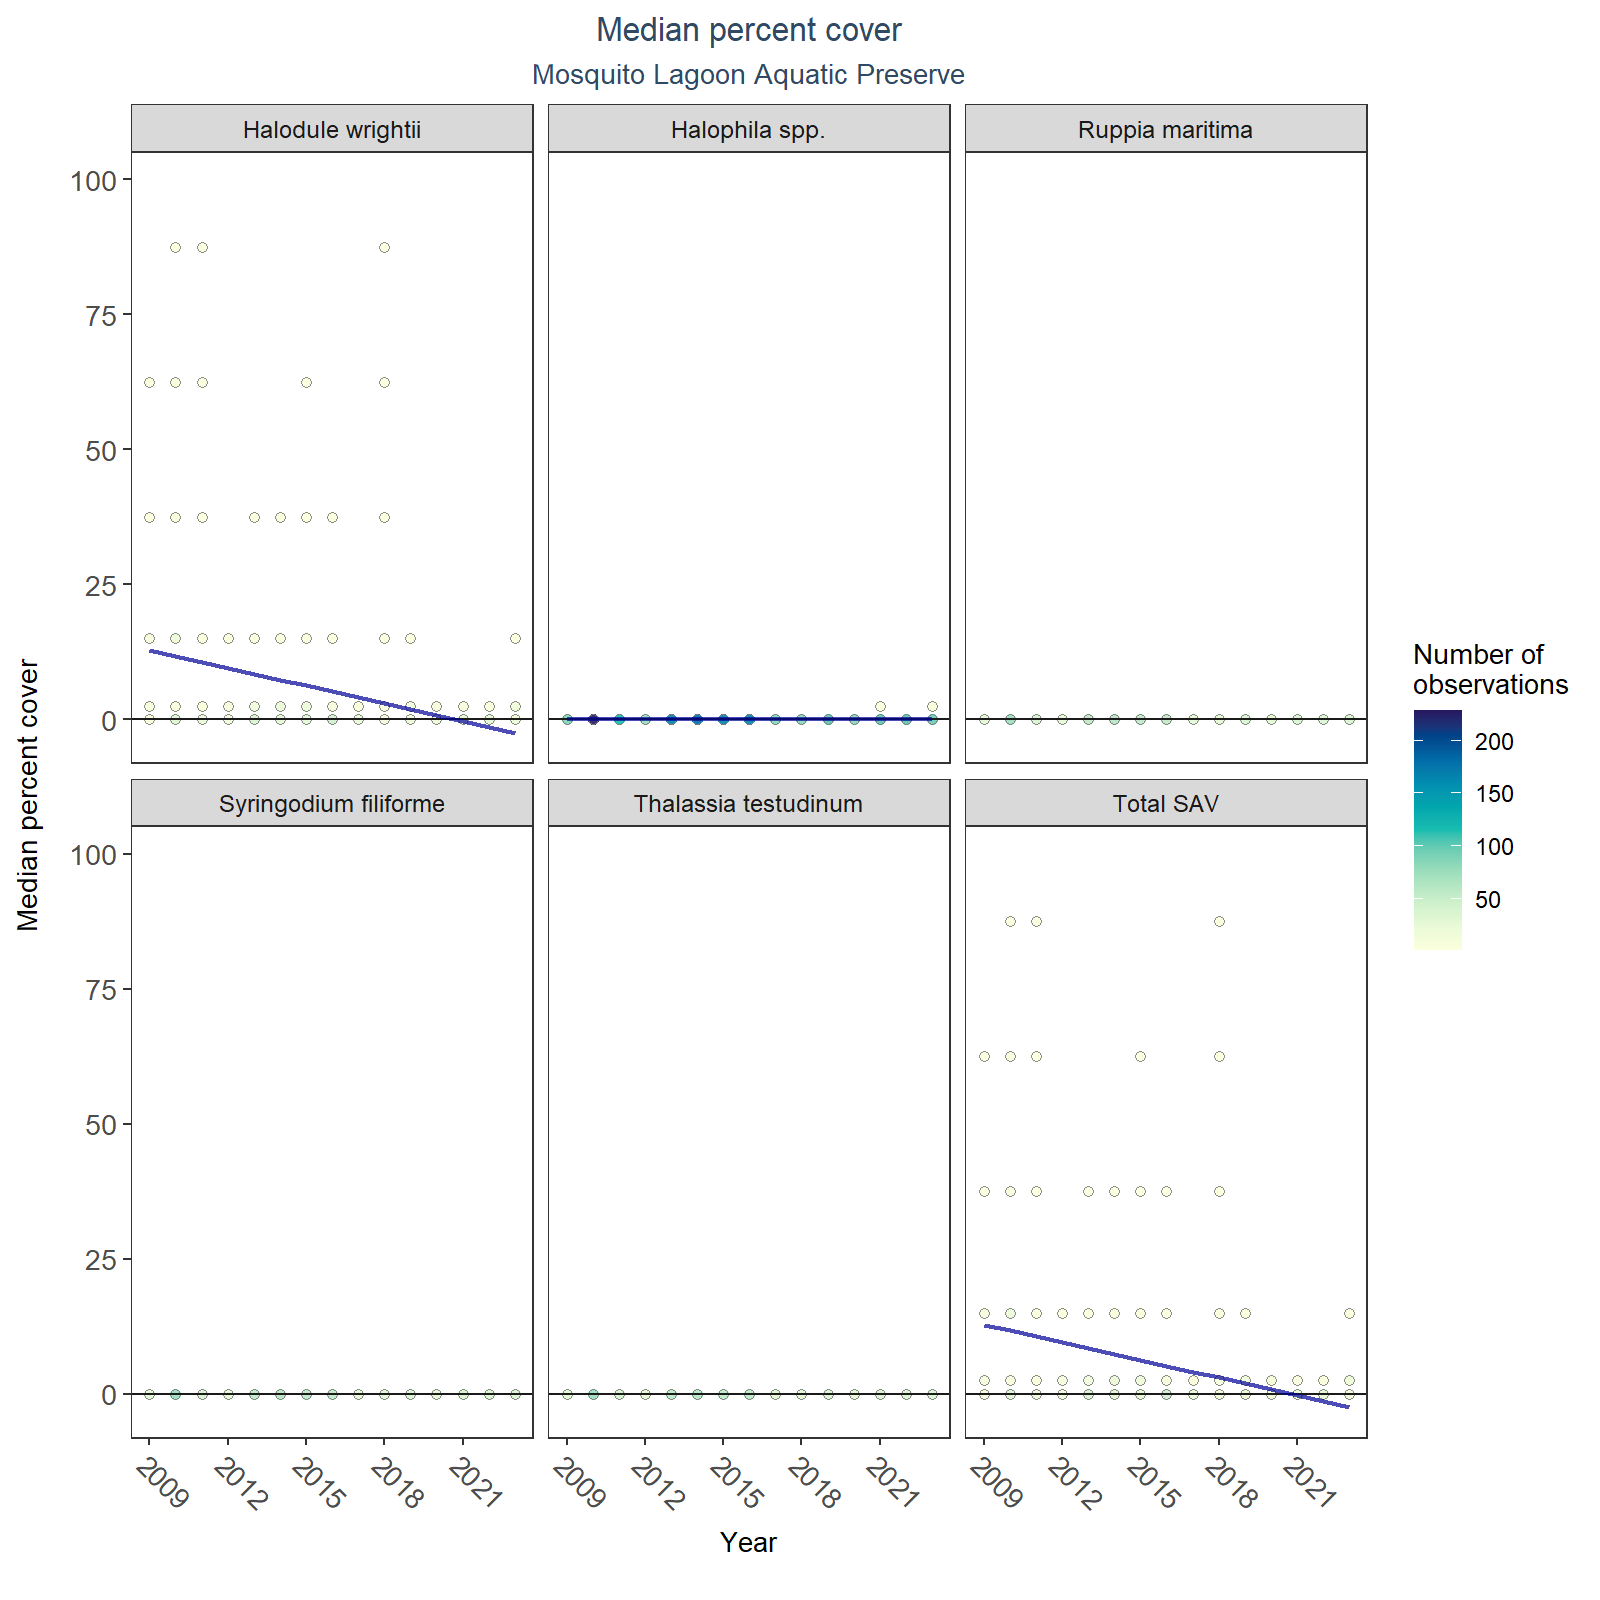 Median percent cover
Mosquito Lagoon Aquatic Preserve
Halodule wrightii
Halophila spp.
Ruppia maritima
100
75
50
25
0
Syringodium filiforme
Thalassia testudinum
Total SAV
100
75
50
25
0
Median percent cover
2009
2012
2015
2018
2021
2009
2012
2015
2018
2021
2009
2012
2015
2018
2021
Year
Number of
observations
200
150
100
50